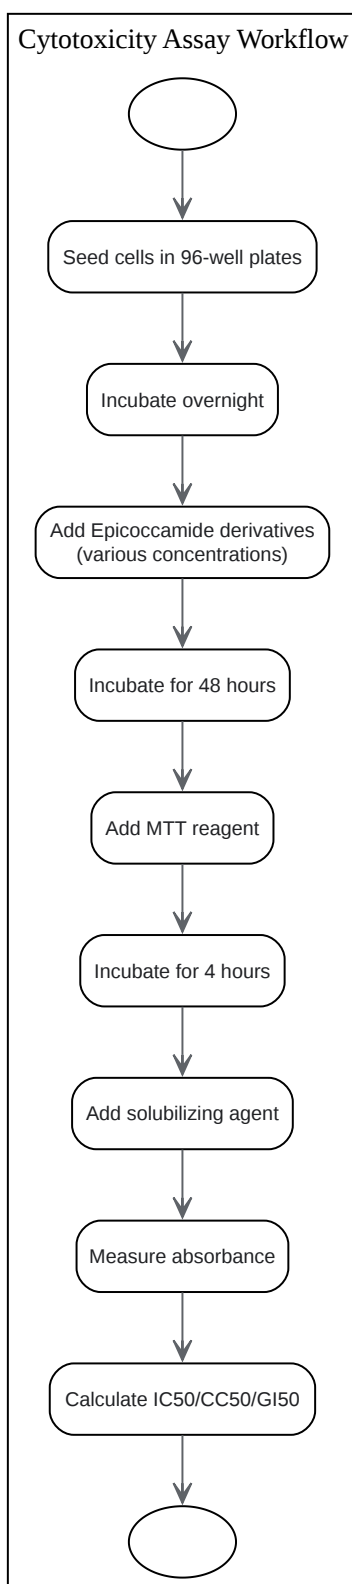 Cytotoxicity Assay Workflow
Seed cells in 96-well plates
Incubate overnight
Add Epicoccamide derivatives
(various concentrations)
Incubate for 48 hours
Add MTT reagent
Incubate for 4 hours
Add solubilizing agent
Measure absorbance
Calculate IC50/CC50/GI50